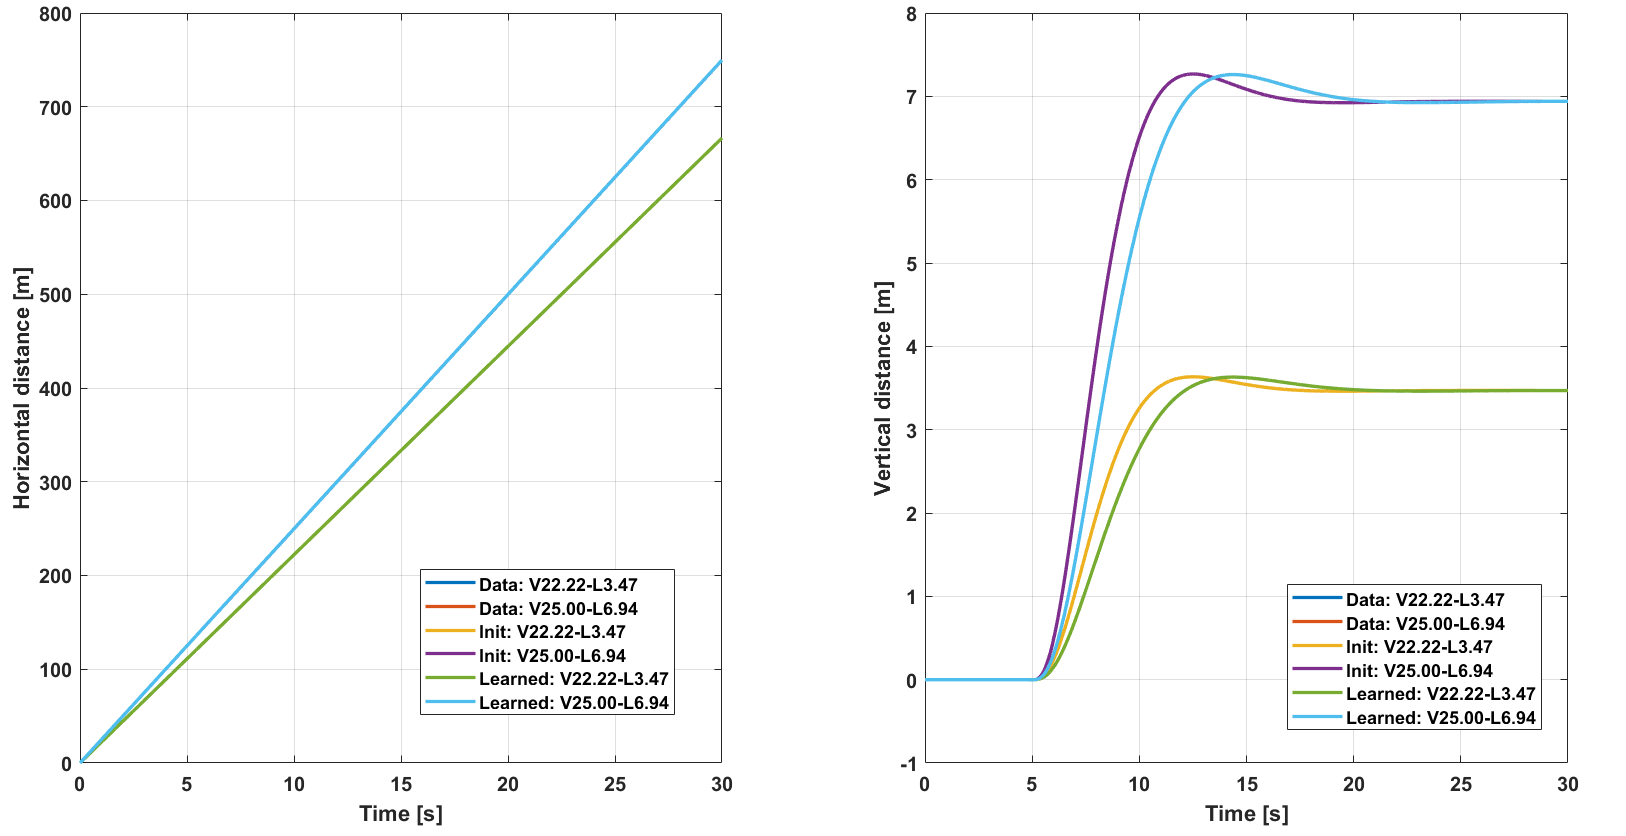 800
700
600
500
400
300
200
100
0
Horizontal distance [m]
0 5 10 15 20 25 30
Time [s]
Data: V22.22-L3.47
Data: V25.00-L6.94
Init: V22.22-L3.47
Init: V25.00-L6.94
Learned: V22.22-L3.47
Learned: V25.00-L6.94
8
7
6
5
4
3
2
1
0
-1
Vertical distance [m]
0 5 10 15 20 25 30
Time [s]
Data: V22.22-L3.47
Data: V25.00-L6.94
Init: V22.22-L3.47
Init: V25.00-L6.94
Learned: V22.22-L3.47
Learned: V25.00-L6.94